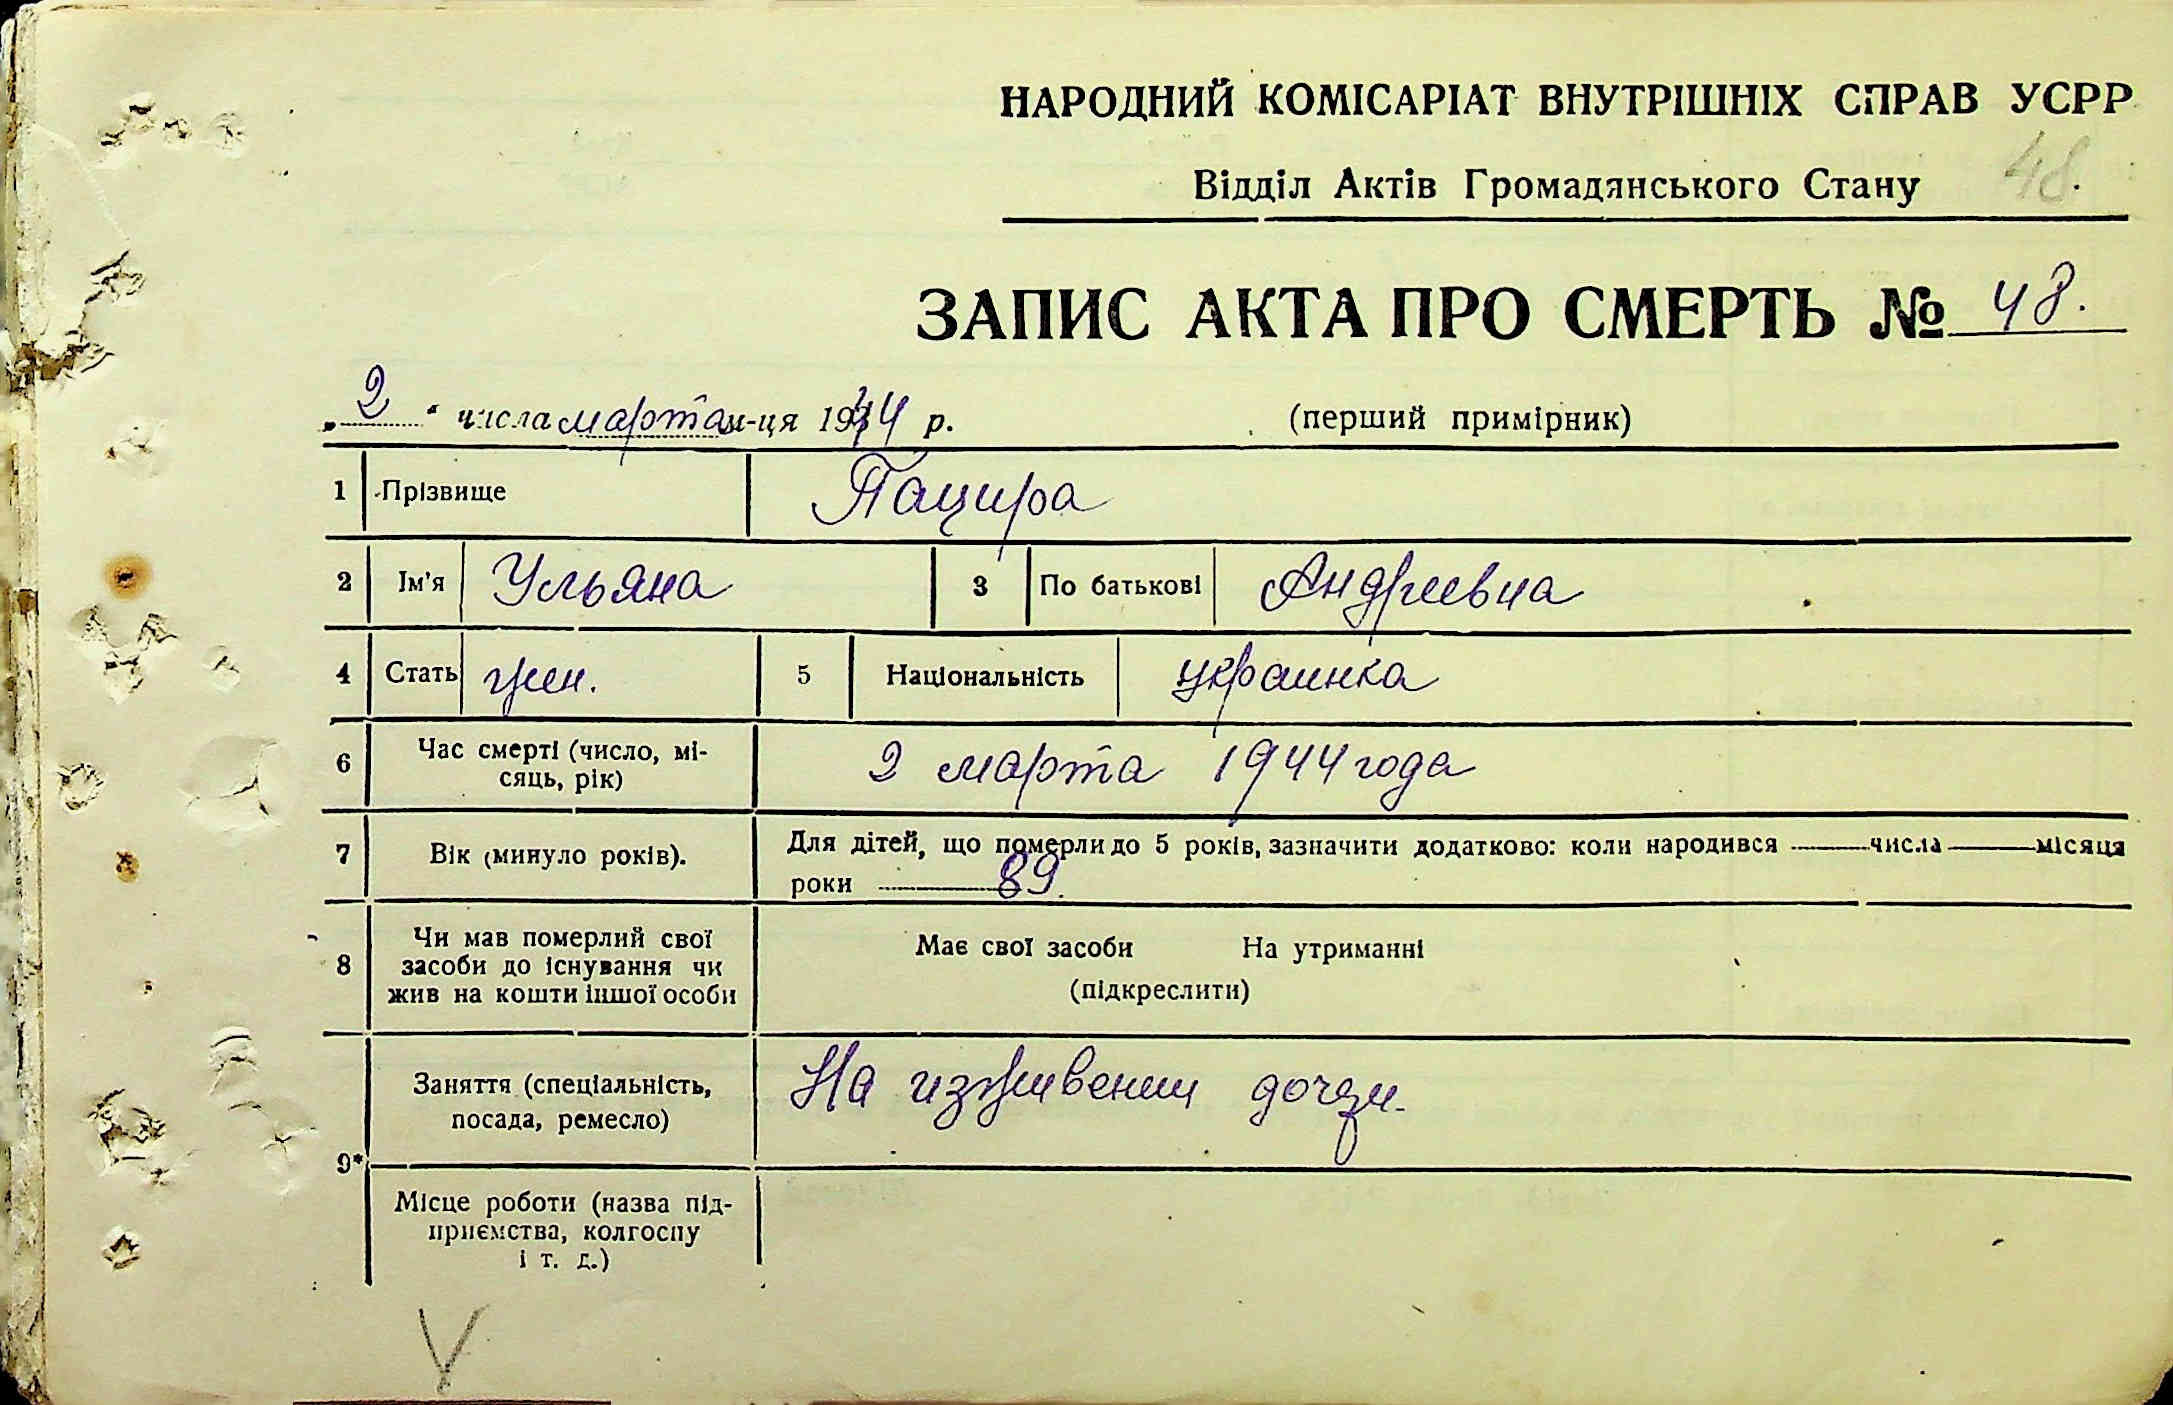 НАРОДНИЙ КОМІСАРІАТ ВНУТРІШНІХ СПРАВ УСРР
Відділ Актів Громадянського Стану 48.
ЗАПИС АКТА ПРО СМЕРТЬ № 48.
„2“ числа марта м-ця 1944 р. (перший примірник)
1 Прізвище Пацира
2 Ім'я Ульяна 3 По батькові Андреевна
4 Стать жен. 5 Національність украинка
6 Час смерті (число, мі-
сяць, рік) 2 марта 1944 года
7 Вік (минуло років). Для дітей, що померли до 5 років, зазначити додатково: коли народився ——числа——місяця
роки 89.
8 Чи мав померлий свої
засоби до існування чи
жив на кошти іншої особи
Має свої засоби На утриманні
(підкреслити)
9* Заняття (спеціальність,
посада, ремесло) На иждивении дочери.
Місце роботи (назва під-
приємства, колгоспу
і т. д.)
V